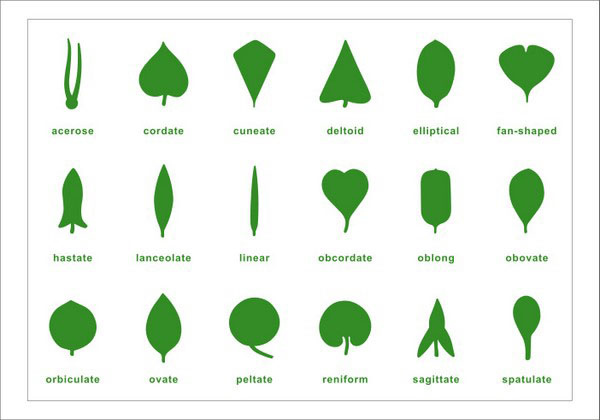 acerose cordate cuneate deltoid elliptical fan-shaped
hastate lanceolate linear obcordate oblong obovate
orbiculate ovate peltate reniform sagittate spatulate